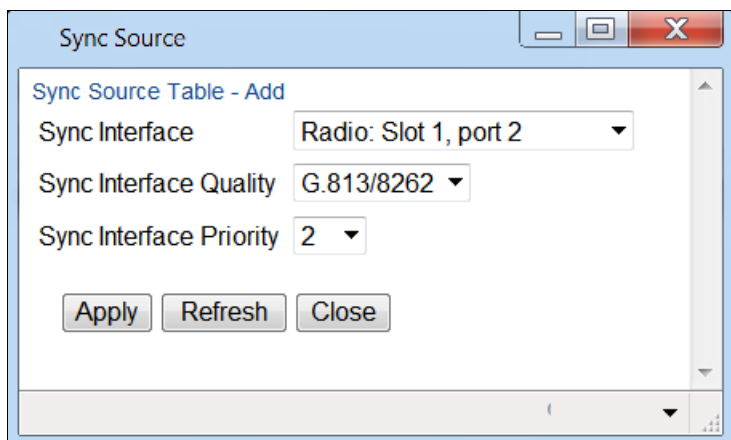 Sync Source
Sync Source Table - Add
Sync Interface Radio: Slot 1, port 2
Sync Interface Quality G.813/8262
Sync Interface Priority 2
Apply Refresh Close